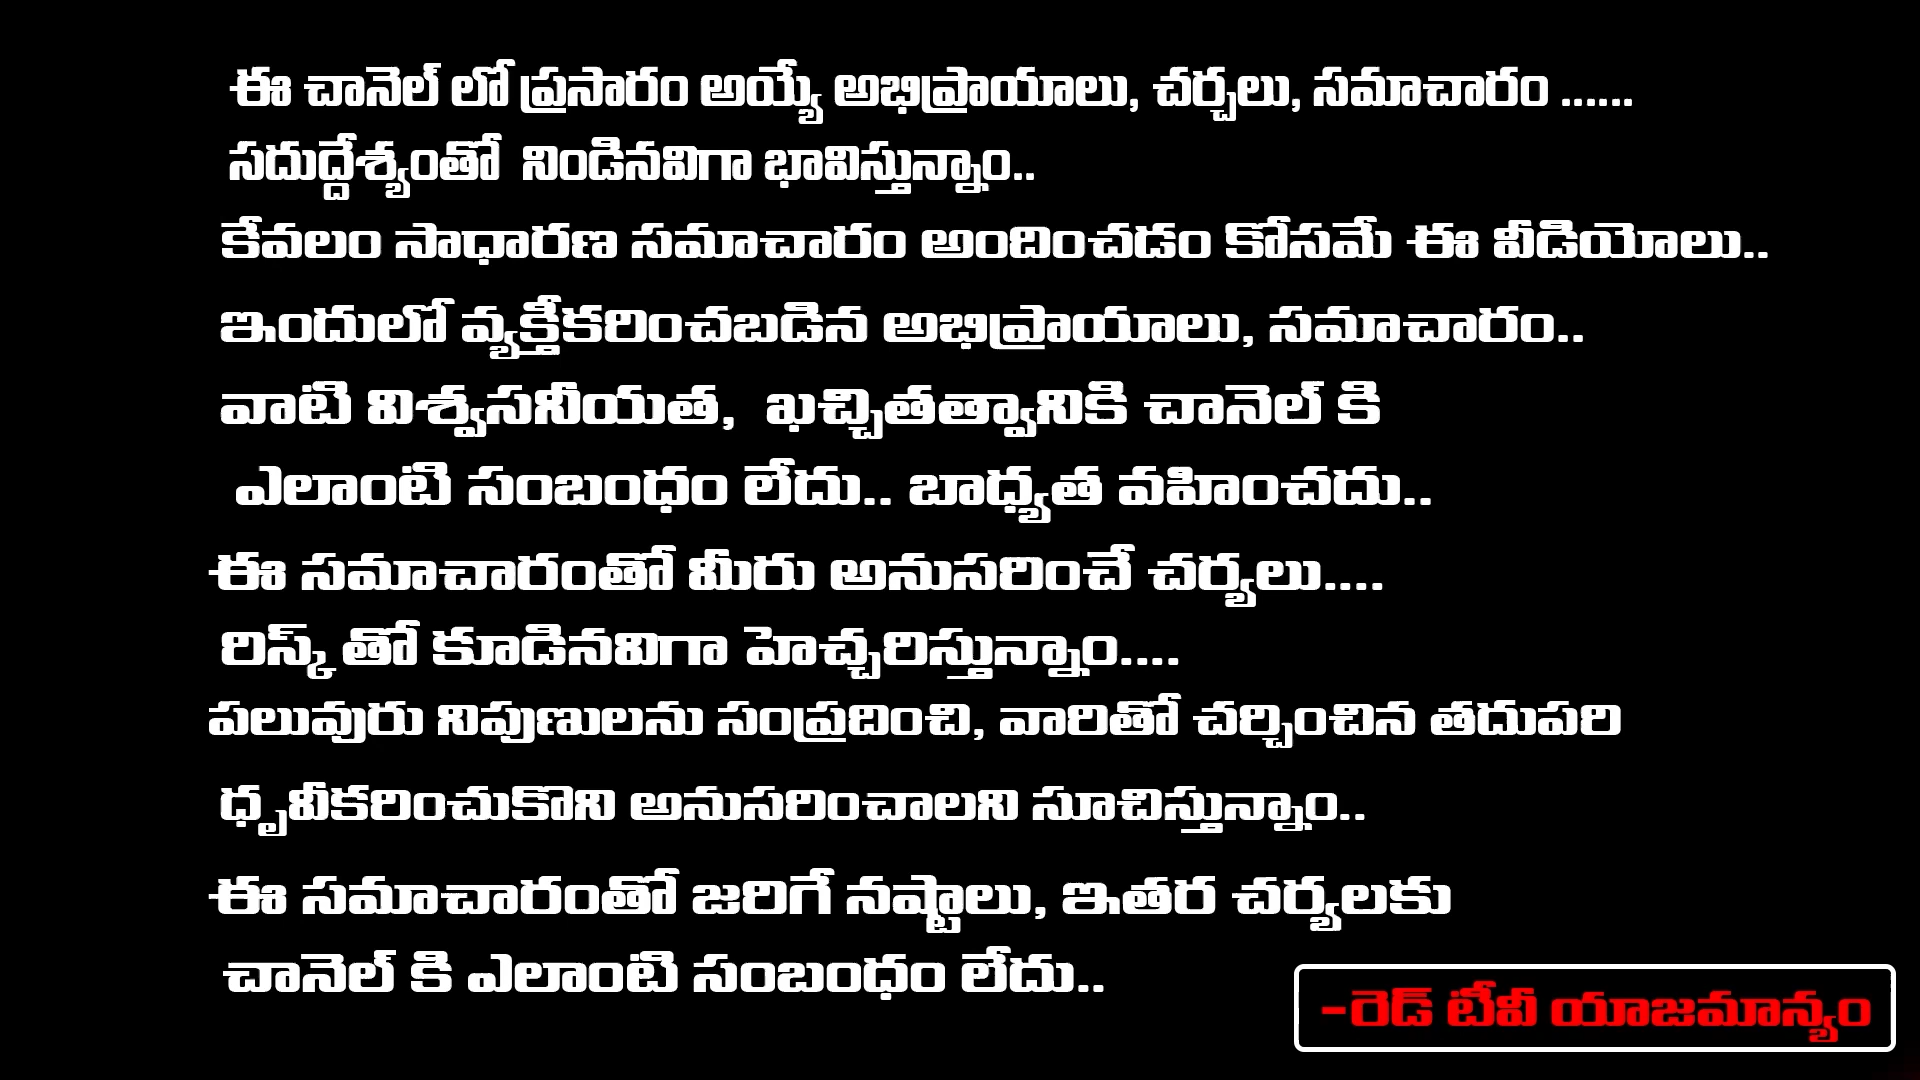 ఈ చానెల్ లో ప్రసారం అయ్యే అభిప్రాయాలు, చర్చలు, సమాచారం ......
సదుద్దేశ్యంతో నిండినవిగా భావిస్తున్నాం..
కేవలం సాధారణ సమాచారం అందించడం కోసమే ఈ వీడియోలు..
ఇందులో వ్యక్తీకరించబడిన అభిప్రాయాలు, సమాచారం..
వాటి విశ్వసనీయత, ఖచ్చితత్వానికి చానెల్ కి
ఎలాంటి సంబంధం లేదు.. బాధ్యత వహించదు..
ఈ సమాచారంతో మీరు అనుసరించే చర్యలు....
రిస్క్ తో కూడినవిగా హెచ్చరిస్తున్నాం....
పలువురు నిపుణులను సంప్రదించి, వారితో చర్చించిన తదుపరి
ధృవీకరించుకొని అనుసరించాలని సూచిస్తున్నాం..
ఈ సమాచారంతో జరిగే నష్టాలు, ఇతర చర్యలకు
చానెల్ కి ఎలాంటి సంబంధం లేదు..
-రెడ్ టీవీ యాజమాన్యం